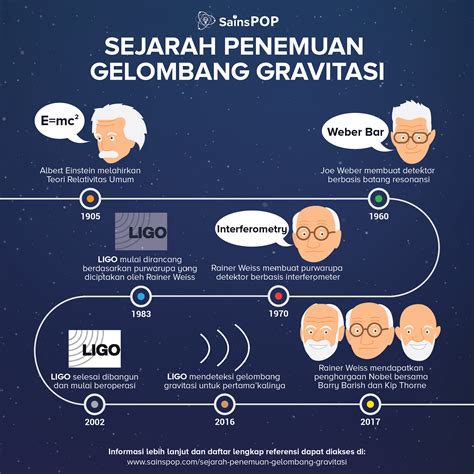 SainsPOP
SEJARAH PENEMUAN
GELOMBANG GRAVITASI
E=mc²
Albert Einstein melahirkan
Teori Relativitas Umum
1905
Weber Bar
Joe Weber membuat detektor
berbasis batang resonansi
1960
LIGO
LIGO mulai dirancang
berdasarkan purwarupa yang
diciptakan oleh Rainer Weiss
1983
Interferometry
Rainer Weiss membuat purwarupa
detektor berbasis interferometer
1970
LIGO
LIGO selesai dibangun
dan mulai beroperasi
2002
LIGO mendeteksi gelombang
gravitasi untuk pertama kalinya
2016
Rainer Weiss mendapatkan
penghargaan Nobel bersama
Barry Barish dan Kip Thorne
2017
Informasi lebih lanjut dan daftar lengkap referensi dapat diakses di:
www.sainspop.com/sejarah-penemuan-gelombang-gravitasi